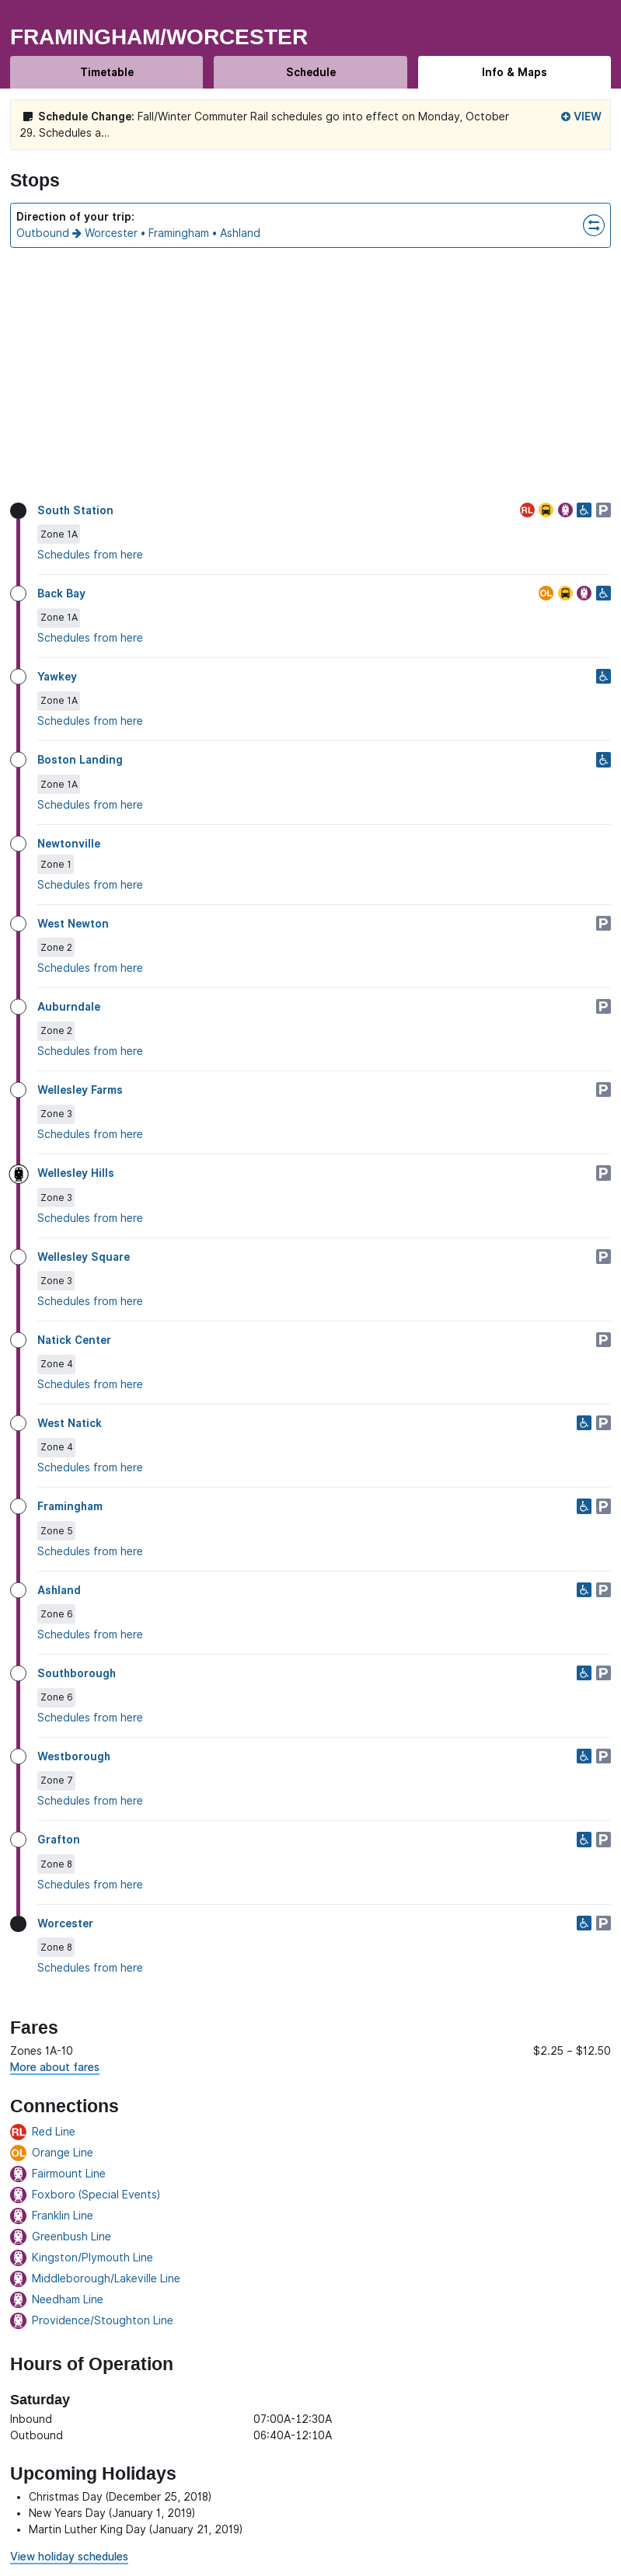 FRAMINGHAM/WORCESTER
Timetable
Schedule
Info & Maps
Schedule Change: Fall/Winter Commuter Rail schedules go into effect on Monday, October
29. Schedules a...
VIEW
Stops
Direction of your trip:
Outbound → Worcester • Framingham • Ashland
South Station
RL
P
Zone 1A
Schedules from here
Back Bay
OL
Zone 1A
Schedules from here
Yawkey
Zone 1A
Schedules from here
Boston Landing
Zone 1A
Schedules from here
Newtonville
Zone 1
Schedules from here
West Newton
P
Zone 2
Schedules from here
Auburndale
P
Zone 2
Schedules from here
Wellesley Farms
P
Zone 3
Schedules from here
Wellesley Hills
P
Zone 3
Schedules from here
Wellesley Square
P
Zone 3
Schedules from here
Natick Center
P
Zone 4
Schedules from here
West Natick
P
Zone 4
Schedules from here
Framingham
P
Zone 5
Schedules from here
Ashland
P
Zone 6
Schedules from here
Southborough
P
Zone 6
Schedules from here
Westborough
P
Zone 7
Schedules from here
Grafton
P
Zone 8
Schedules from here
Worcester
P
Zone 8
Schedules from here
Fares
Zones 1A-10 $2.25 – $12.50
More about fares
Connections
RL Red Line
OL Orange Line
Fairmount Line
Foxboro (Special Events)
Franklin Line
Greenbush Line
Kingston/Plymouth Line
Middleborough/Lakeville Line
Needham Line
Providence/Stoughton Line
Hours of Operation
Saturday
Inbound 07:00A-12:30A
Outbound 06:40A-12:10A
Upcoming Holidays
• Christmas Day (December 25, 2018)
• New Years Day (January 1, 2019)
• Martin Luther King Day (January 21, 2019)
View holiday schedules